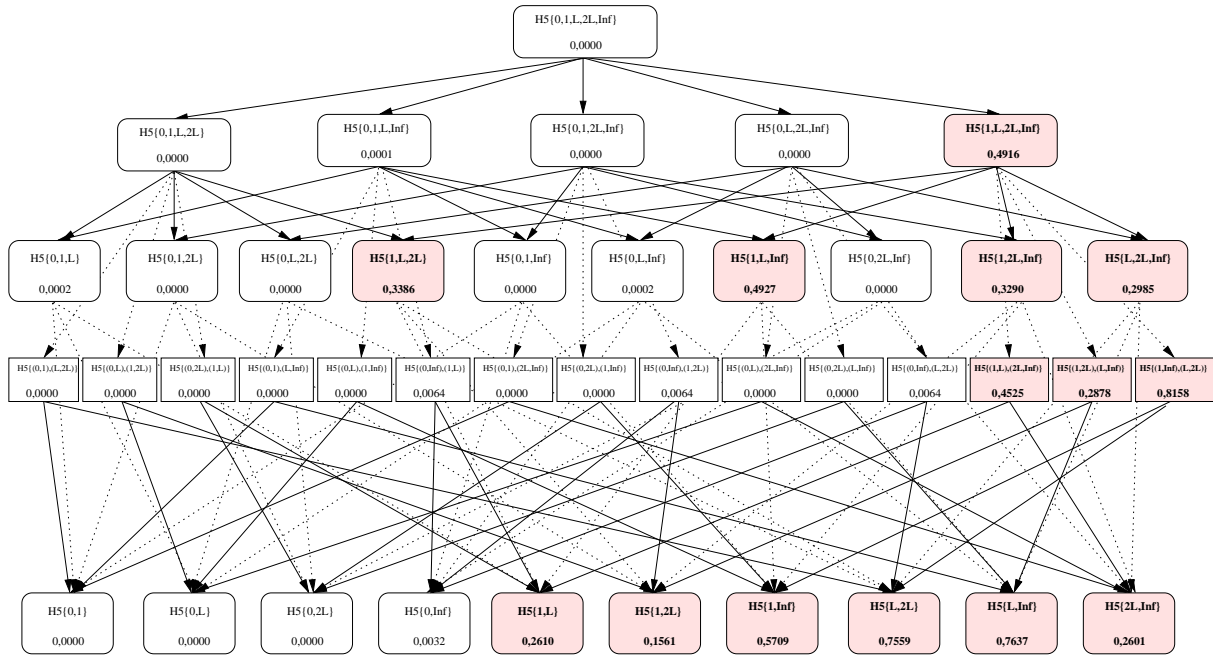 H5{0,1,L,2L,Inf}
0,0000
H5{0,1,L,2L}
0,0000
H5{0,1,L,Inf}
0,0001
H5{0,1,2L,Inf}
0,0000
H5{0,L,2L,Inf}
0,0000
H5{1,L,2L,Inf}
0,4916
H5{0,1,L}
0,0002
H5{0,1,2L}
0,0000
H5{0,L,2L}
0,0000
H5{1,L,2L}
0,3386
H5{0,1,Inf}
0,0000
H5{0,L,Inf}
0,0002
H5{1,L,Inf}
0,4927
H5{0,2L,Inf}
0,0000
H5{1,2L,Inf}
0,3290
H5{L,2L,Inf}
0,2985
H5{(0,1),(L,2L)}
0,0000
H5{(0,L),(1,2L)}
0,0000
H5{(0,2L),(1,L)}
0,0000
H5{(0,1),(L,Inf)}
0,0000
H5{(0,L),(1,Inf)}
0,0000
H5{(0,Inf),(1,L)}
0,0064
H5{(0,1),(2L,Inf)}
0,0000
H5{(0,2L),(1,Inf)}
0,0000
H5{(0,Inf),(1,2L)}
0,0064
H5{(0,L),(2L,Inf)}
0,0000
H5{(0,2L),(L,Inf)}
0,0000
H5{(0,Inf),(L,2L)}
0,0064
H5{(1,L),(2L,Inf)}
0,4525
H5{(1,2L),(L,Inf)}
0,2878
H5{(1,Inf),(L,2L)}
0,8158
H5{0,1}
0,0000
H5{0,L}
0,0000
H5{0,2L}
0,0000
H5{0,Inf}
0,0032
H5{1,L}
0,2610
H5{1,2L}
0,1561
H5{1,Inf}
0,5709
H5{L,2L}
0,7559
H5{L,Inf}
0,7637
H5{2L,Inf}
0,2601